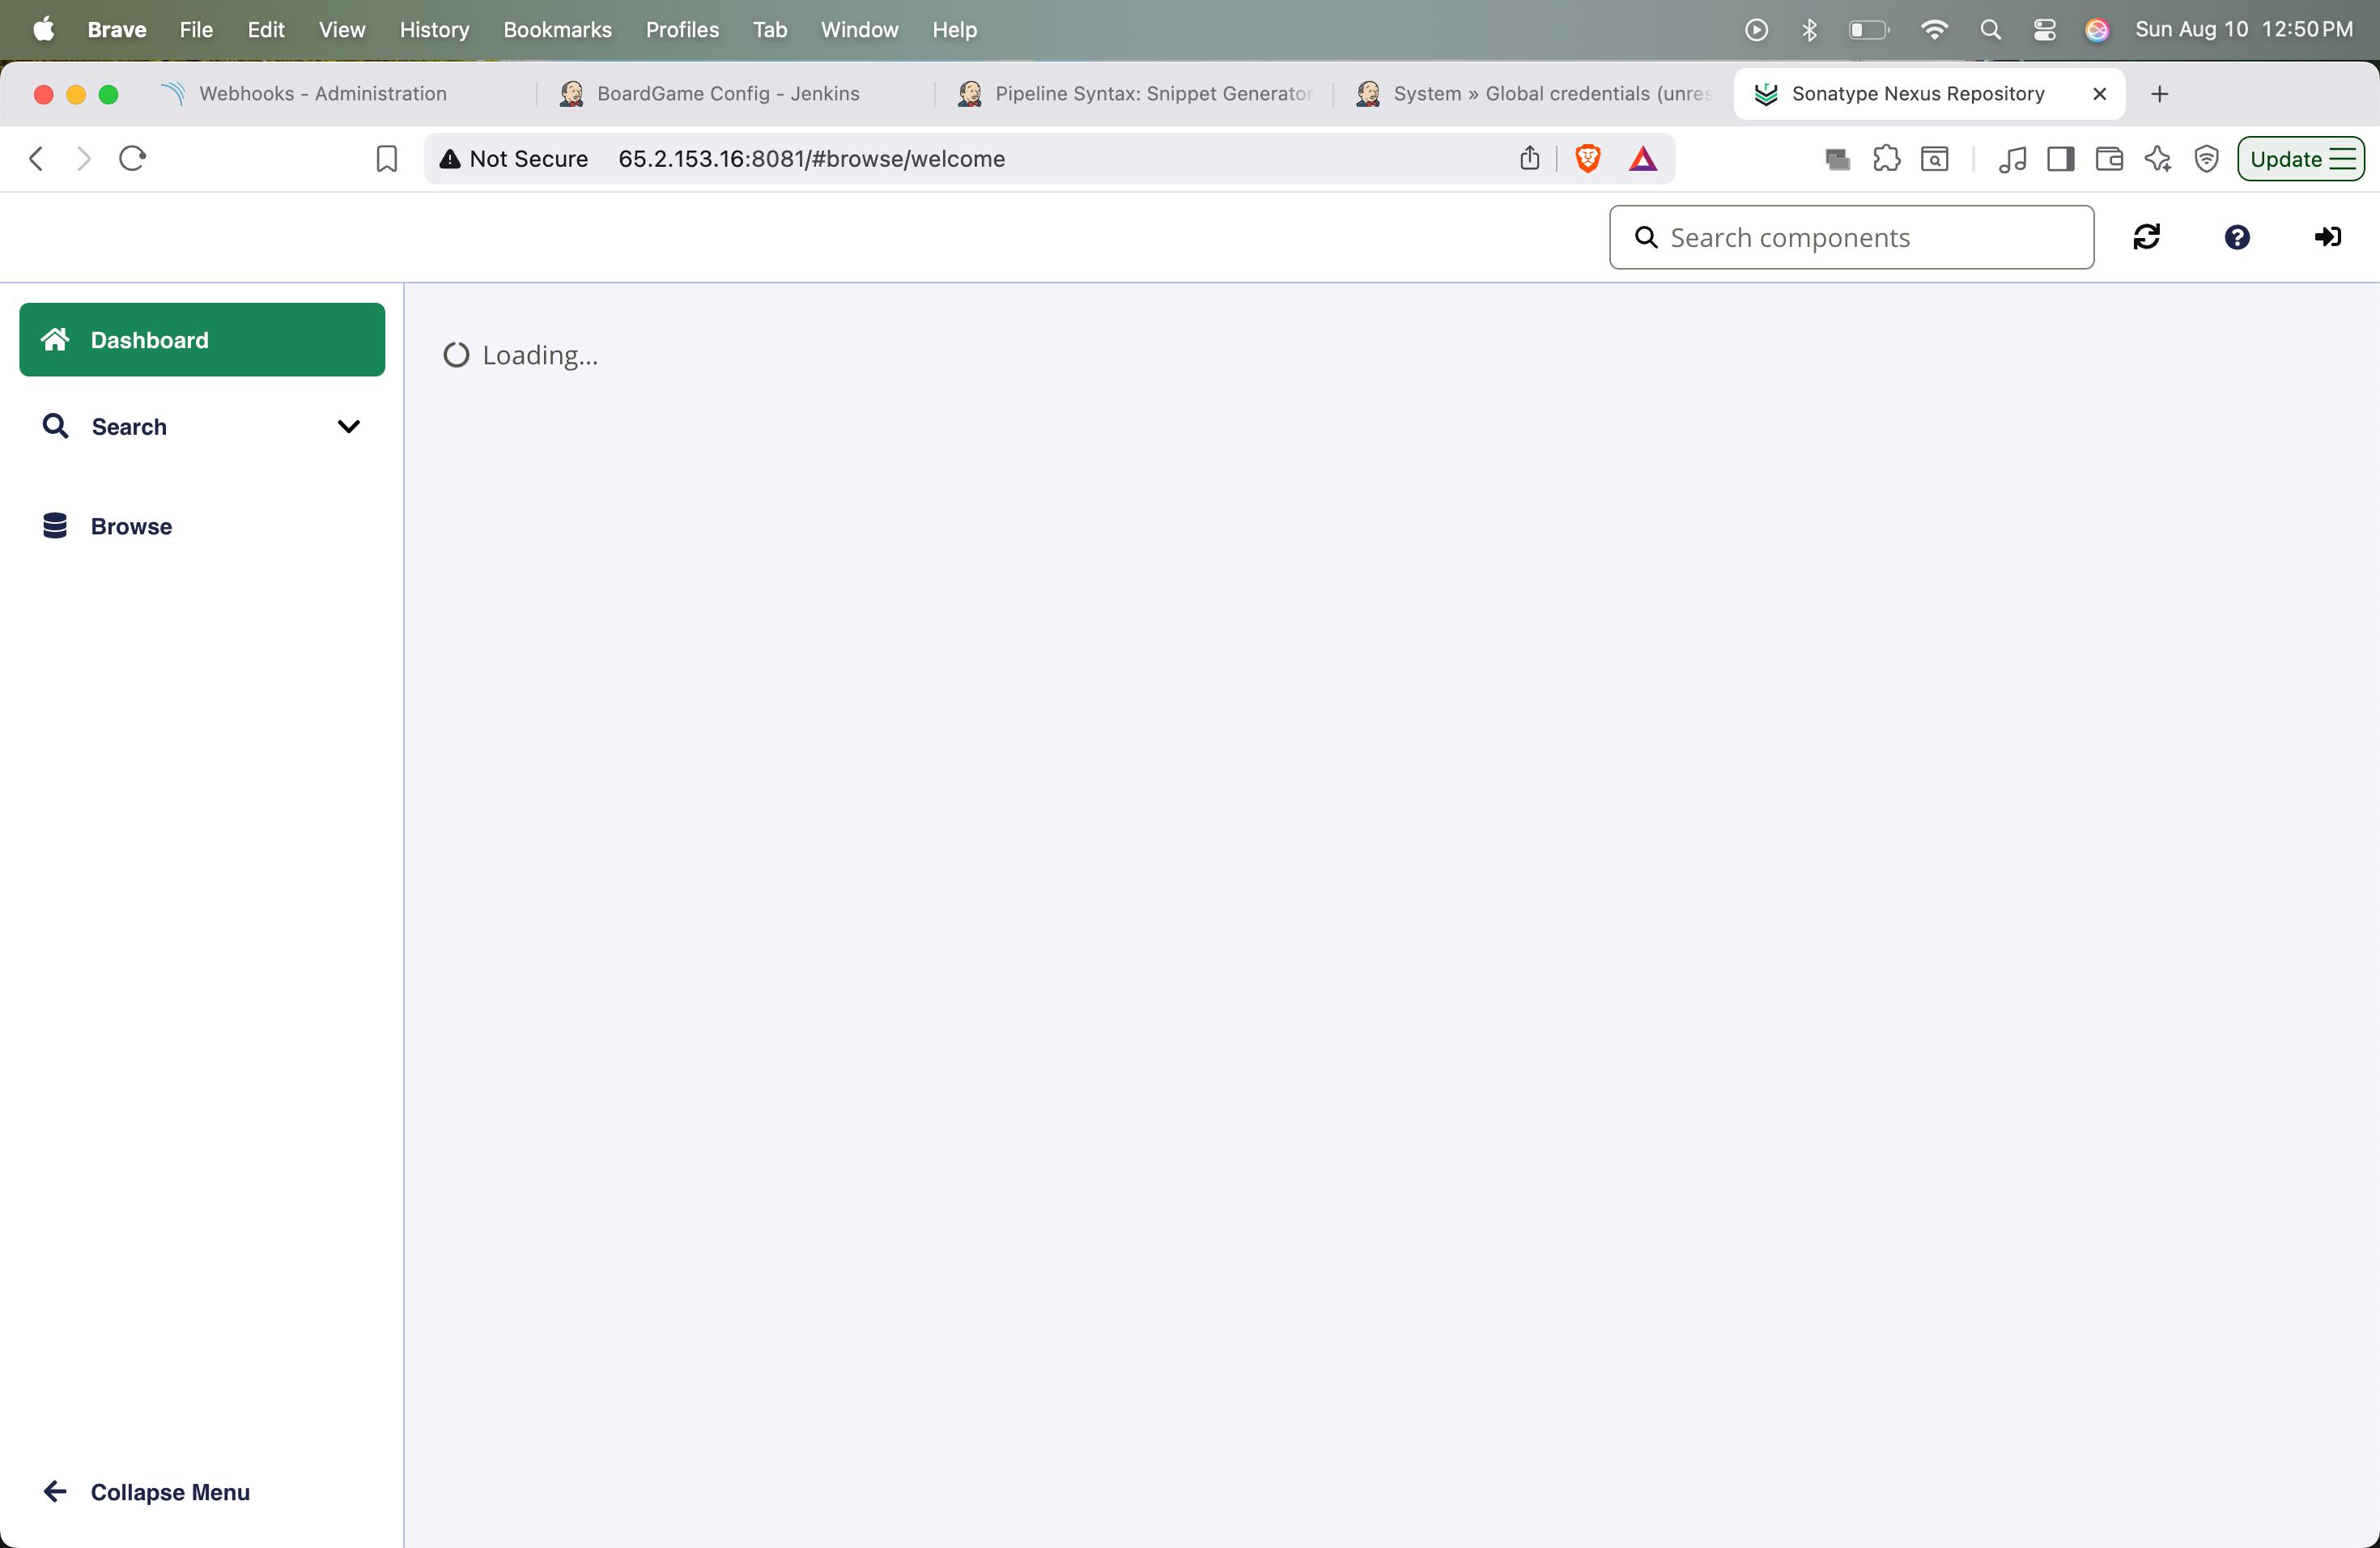 Brave File Edit View History Bookmarks Profiles Tab Window Help Sun Aug 10 12:50 PM
Webhooks - Administration BoardGame Config - Jenkins Pipeline Syntax: Snippet Generator System » Global credentials (unres Sonatype Nexus Repository
Not Secure 65.2.153.16:8081/#browse/welcome Update
Search components
Dashboard
Loading...
Search
Browse
Collapse Menu